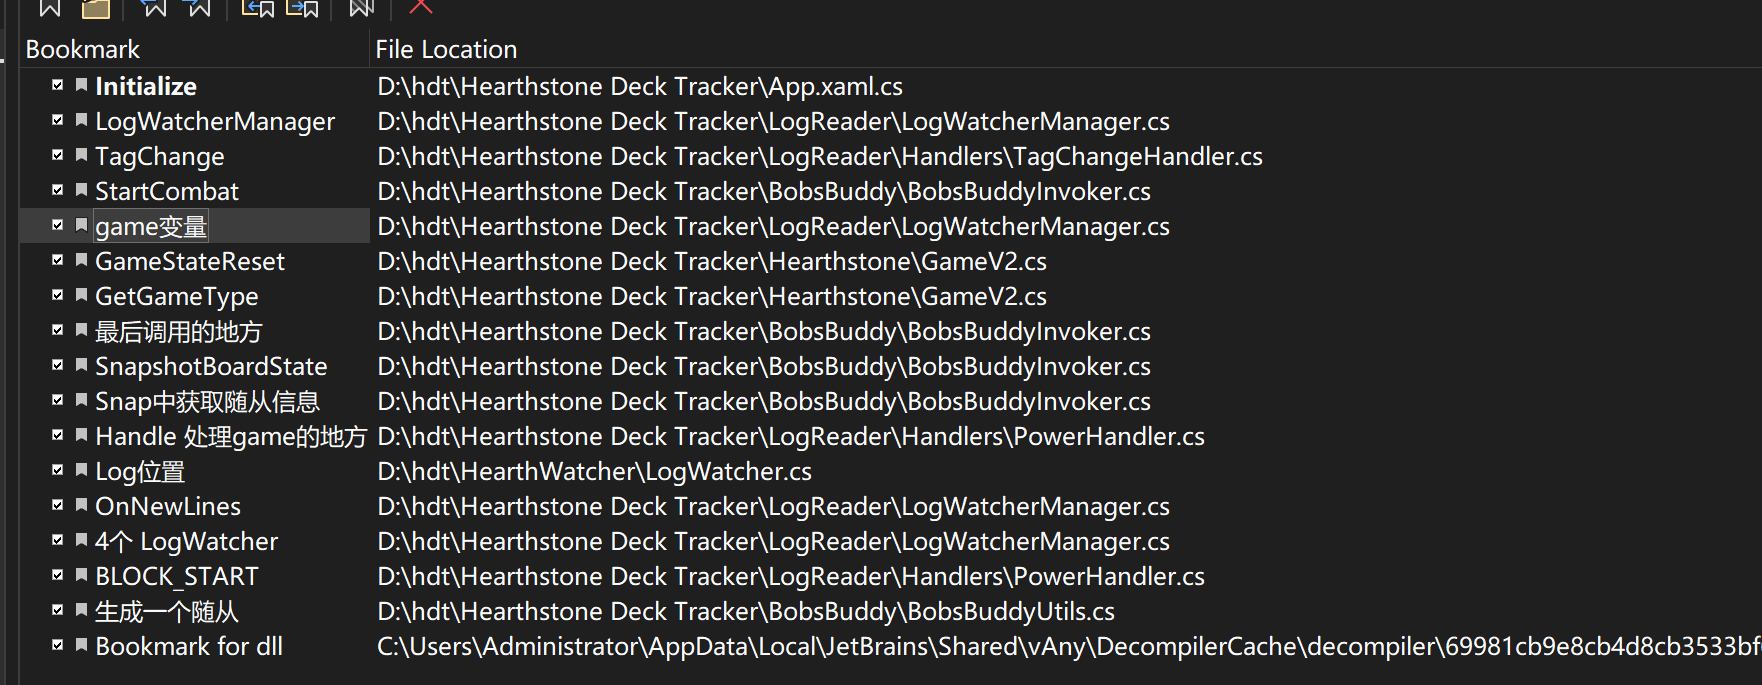 Bookmark File Location
Initialize D:\hdt\Hearthstone Deck Tracker\App.xaml.cs
LogWatcherManager D:\hdt\Hearthstone Deck Tracker\LogReader\LogWatcherManager.cs
TagChange D:\hdt\Hearthstone Deck Tracker\LogReader\Handlers\TagChangeHandler.cs
StartCombat D:\hdt\Hearthstone Deck Tracker\BobsBuddy\BobsBuddyInvoker.cs
game变量 D:\hdt\Hearthstone Deck Tracker\LogReader\LogWatcherManager.cs
GameStateReset D:\hdt\Hearthstone Deck Tracker\Hearthstone\GameV2.cs
GetGameType D:\hdt\Hearthstone Deck Tracker\Hearthstone\GameV2.cs
最后调用的地方 D:\hdt\Hearthstone Deck Tracker\BobsBuddy\BobsBuddyInvoker.cs
SnapshotBoardState D:\hdt\Hearthstone Deck Tracker\BobsBuddy\BobsBuddyInvoker.cs
Snap中获取随从信息 D:\hdt\Hearthstone Deck Tracker\BobsBuddy\BobsBuddyInvoker.cs
Handle 处理game的地方 D:\hdt\Hearthstone Deck Tracker\LogReader\Handlers\PowerHandler.cs
Log位置 D:\hdt\HearthWatcher\LogWatcher.cs
OnNewLines D:\hdt\Hearthstone Deck Tracker\LogReader\LogWatcherManager.cs
4个 LogWatcher D:\hdt\Hearthstone Deck Tracker\LogReader\LogWatcherManager.cs
BLOCK_START D:\hdt\Hearthstone Deck Tracker\LogReader\Handlers\PowerHandler.cs
生成一个随从 D:\hdt\Hearthstone Deck Tracker\BobsBuddy\BobsBuddyUtils.cs
Bookmark for dll C:\Users\Administrator\AppData\Local\JetBrains\Shared\vAny\DecompilerCache\decompiler\69981cb9e8cb4d8cb3533bf